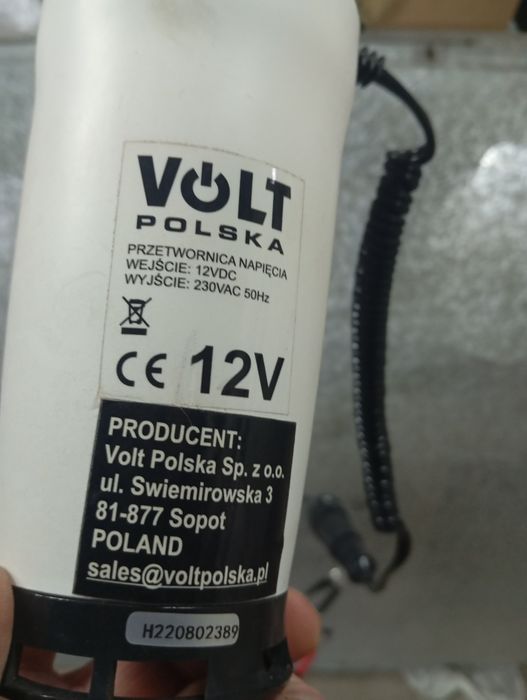 VOLT
POLSKA
PRZETWORNICA NAPIĘCIA
WEJŚCIE: 12VDC
WYJŚCIE: 230VAC 50Hz
CE 12V
PRODUCENT:
Volt Polska Sp. z o.o.
ul. Swiemirowska 3
81-877 Sopot
POLAND
sales@voltpolska.pl
H220802389